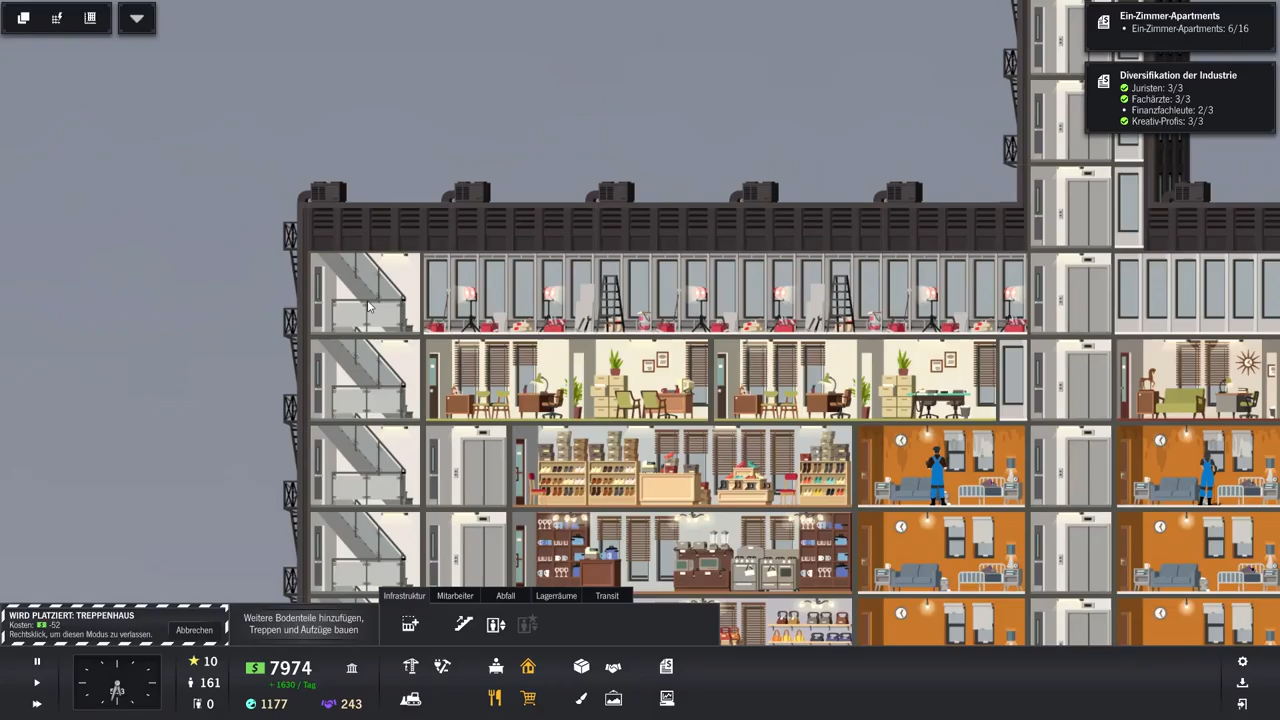 Ein-Zimmer-Apartments
• Ein-Zimmer-Apartments: 6/16
Diversifikation der Industrie
Juristen: 3/3
Fachärzte: 3/3
• Finanzfachleute: 2/3
Kreativ-Profis: 3/3
Infrastruktur
Mitarbeiter
Abfall
Lagerräume
Transit
WIRD PLATZIERT: TREPPENHAUS
Kosten: $ -52
Rechtsklick, um diesen Modus zu verlassen.
Abbrechen
Weitere Bodenteile hinzufügen,
Treppen und Aufzüge bauen
10
161
0
$ 7974
+ 1630 / Tag
1177
243